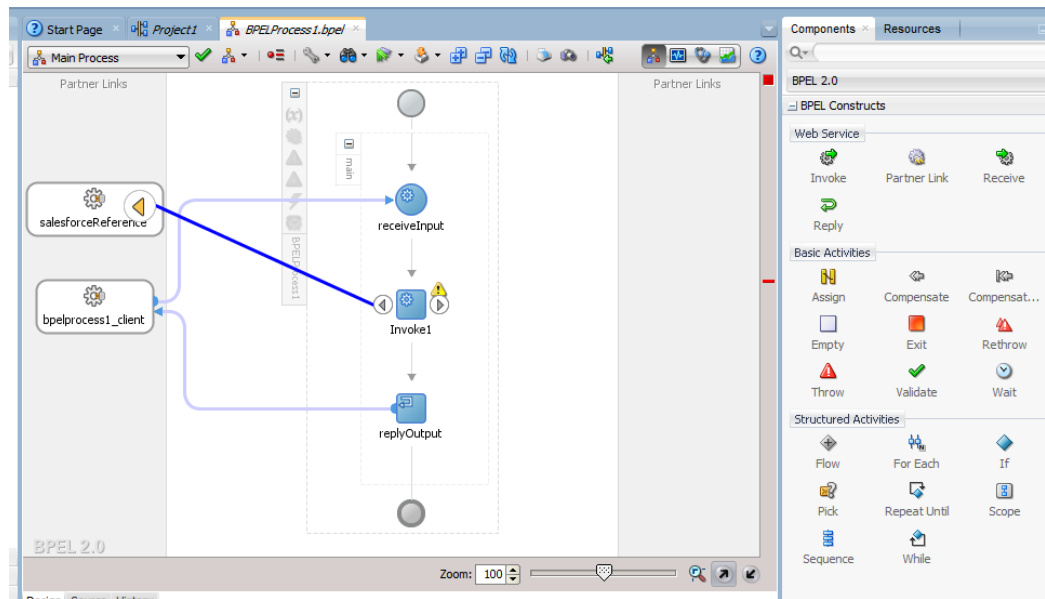 Start Page
Project1
BPELProcess1.bpel
Components
Resources
Main Process
BPEL 2.0
Partner Links
Partner Links
BPEL Constructs
Web Service
Invoke
Partner Link
Receive
Reply
(x)
main
salesforceReference
receiveInput
BPELProcess1
bpelprocess1_client
Invoke1
replyOutput
Basic Activities
Assign
Compensate
Compensat...
Empty
Exit
Rethrow
Throw
Validate
Wait
Structured Activities
Flow
For Each
If
Pick
Repeat Until
Scope
Sequence
While
BPEL 2.0
Zoom: 100
Design Source History